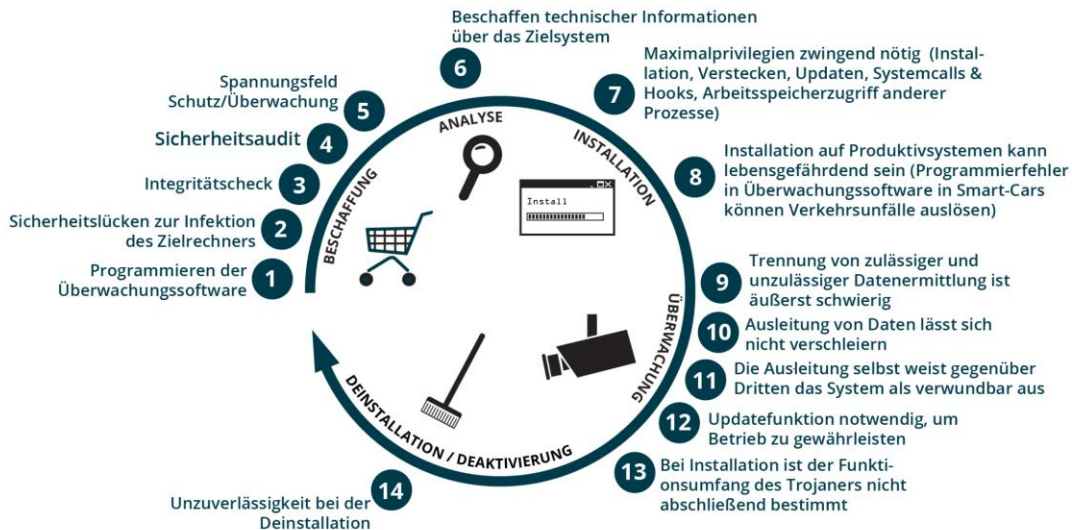 Beschaffen technischer Informationen
über das Zielsystem
6
Maximalprivilegien zwingend nötig (Instal-
lation, Verstecken, Updaten, Systemcalls &
Hooks, Arbeitsspeicherzugriff anderer
Prozesse)
7
Spannungsfeld
Schutz/Überwachung
5
Sicherheitsaudit
4
Integritätscheck
3
Sicherheitslücken zur Infektion
des Zielrechners
2
Programmieren der
Überwachungssoftware
1
BESCHAFFUNG
ANALYSE
INSTALLATION
Install
8
Installation auf Produktivsystemen kann
lebensgefährdend sein (Programmierfehler
in Überwachungssoftware in Smart-Cars
können Verkehrsunfälle auslösen)
9
Trennung von zulässiger und
unzulässiger Datenermittlung ist
äußerst schwierig
ÜBERWACHUNG
10
Ausleitung von Daten lässt sich
nicht verschleiern
11
Die Ausleitung selbst weist gegenüber
Dritten das System als verwundbar aus
12
Updatefunktion notwendig, um
Betrieb zu gewährleisten
13
Bei Installation ist der Funkti-
onsumfang des Trojaners nicht
abschließend bestimmt
DEINSTALLATION / DEAKTIVIERUNG
14
Unzuverlässigkeit bei der
Deinstallation